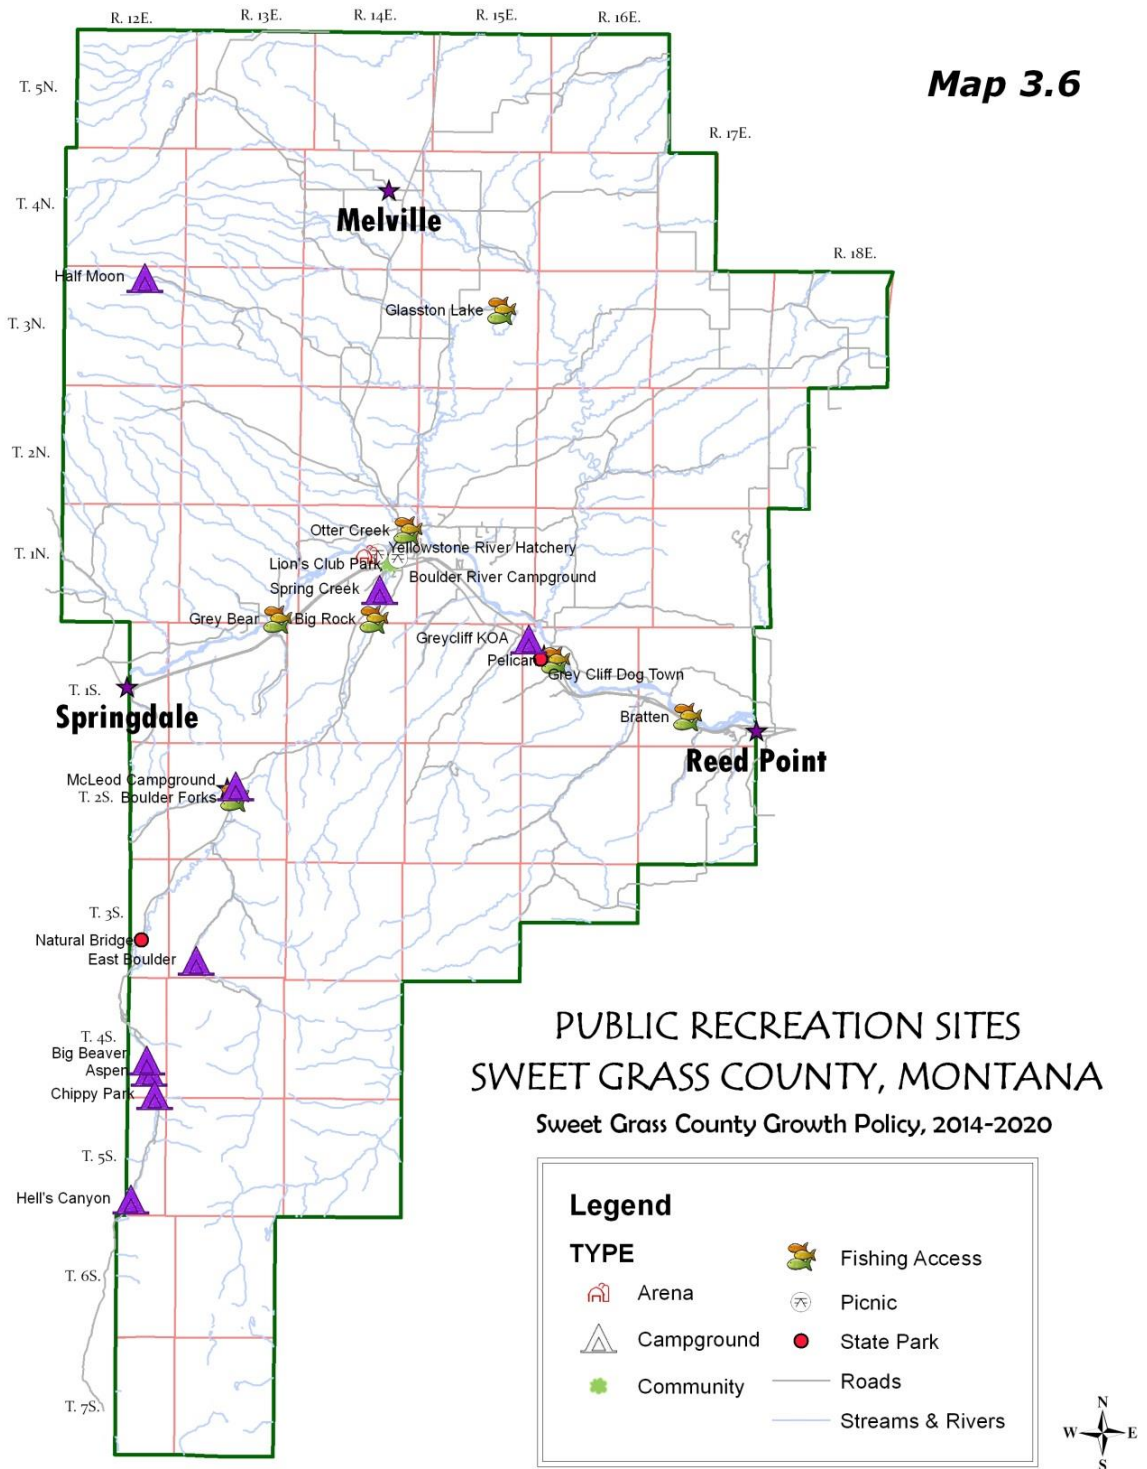 R. 12E.
R. 13E.
R. 14E.
R. 15E.
R. 16E.
T. 5N.
Map 3.6
R. 17E.
T. 4N.
Melville
R. 18E.
Half Moon
Glasston Lake
T. 3N.
T. 2N.
Otter Creek
T. 1N.
Yellowstone River Hatchery
Lion's Club Park
Boulder River Campground
Spring Creek
Grey Bear
Big Rock
Greycliff KOA
Pelican
Grey Cliff Dog Town
T. 1S.
Springdale
Bratten
Reed Point
McLeod Campground
T. 2S.
Boulder Forks
T. 3S.
Natural Bridge
East Boulder
T. 4S.
Big Beaver
Aspen
Chippy Park
T. 5S.
Hell's Canyon
T. 6S.
T. 7S.
PUBLIC RECREATION SITES
SWEET GRASS COUNTY, MONTANA
Sweet Grass County Growth Policy, 2014-2020
Legend
TYPE
Arena
Campground
Community
Fishing Access
Picnic
State Park
Roads
Streams & Rivers
N
W
E
S